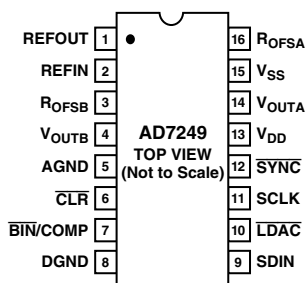 REFOUT 1
REFIN 2
ROFSB 3
VOUTB 4
AGND 5
CLR 6
BIN/COMP 7
DGND 8
AD7249
TOP VIEW
(Not to Scale)
16 ROFSA
15 VSS
14 VOUTA
13 VDD
12 SYNC
11 SCLK
10 LDAC
9 SDIN